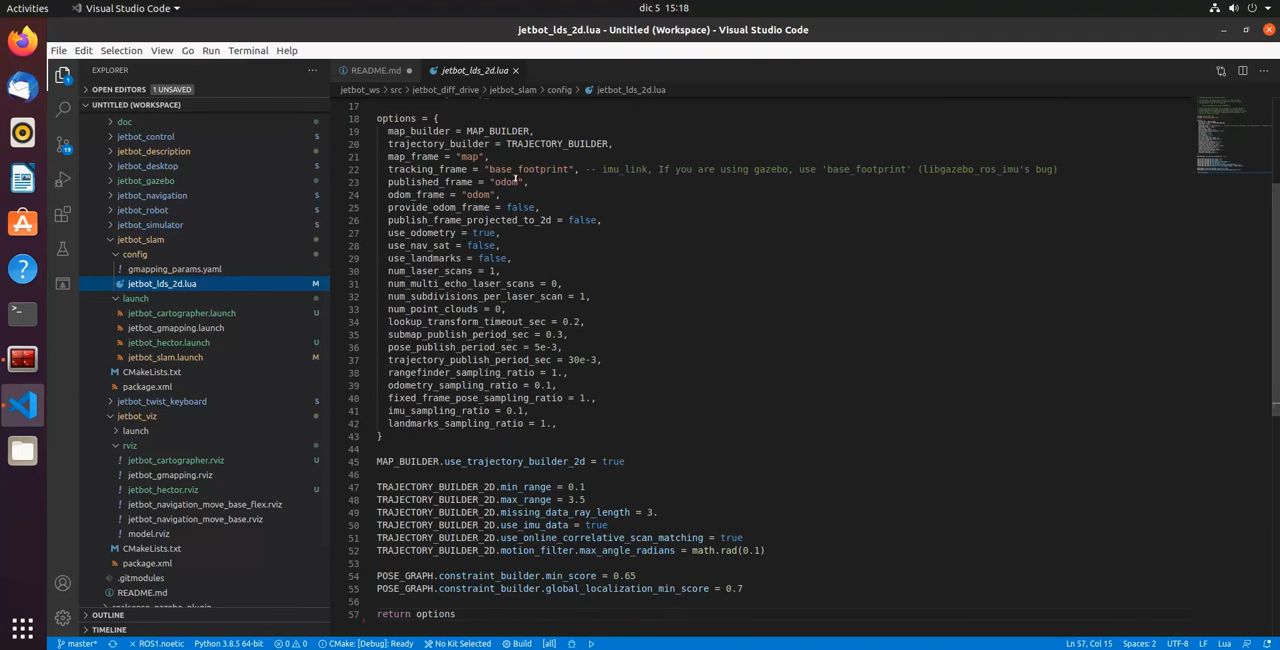 Activities
Visual Studio Code
dic 5 15:18
jetbot_lds_2d.lua - Untitled (Workspace) - Visual Studio Code
File Edit Selection View Go Run Terminal Help
EXPLORER
README.md
jetbot_lds_2d.lua
OPEN EDITORS 1 UNSAVED
jetbot_ws > src > jetbot_diff_drive > jetbot_slam > config > jetbot_lds_2d.lua
UNTITLED (WORKSPACE)
doc
jetbot_control S
jetbot_description
jetbot_desktop S
jetbot_gazebo
jetbot_navigation S
jetbot_robot S
jetbot_simulator S
jetbot_slam
config
gmapping_params.yaml
jetbot_lds_2d.lua M
launch
jetbot_cartographer.launch U
jetbot_gmapping.launch
jetbot_hector.launch U
jetbot_slam.launch M
CMakeLists.txt
package.xml
jetbot_twist_keyboard S
jetbot_viz
launch
rviz
jetbot_cartographer.rviz U
jetbot_gmapping.rviz
jetbot_hector.rviz U
jetbot_navigation_move_base_flex.rviz
jetbot_navigation_move_base.rviz
model.rviz
CMakeLists.txt
package.xml
.gitmodules
README.md
OUTLINE
TIMELINE
1
19
17
18 options = {
19 map_builder = MAP_BUILDER,
20 trajectory_builder = TRAJECTORY_BUILDER,
21 map_frame = "map",
22 tracking_frame = "base_footprint", -- imu_link, If you are using gazebo, use 'base_footprint' (libgazebo_ros_imu's bug)
23 published_frame = "odom",
24 odom_frame = "odom",
25 provide_odom_frame = false,
26 publish_frame_projected_to_2d = false,
27 use_odometry = true,
28 use_nav_sat = false,
29 use_landmarks = false,
30 num_laser_scans = 1,
31 num_multi_echo_laser_scans = 0,
32 num_subdivisions_per_laser_scan = 1,
33 num_point_clouds = 0,
34 lookup_transform_timeout_sec = 0.2,
35 submap_publish_period_sec = 0.3,
36 pose_publish_period_sec = 5e-3,
37 trajectory_publish_period_sec = 30e-3,
38 rangefinder_sampling_ratio = 1.,
39 odometry_sampling_ratio = 0.1,
40 fixed_frame_pose_sampling_ratio = 1.,
41 imu_sampling_ratio = 0.1,
42 landmarks_sampling_ratio = 1.,
43 }
44
45 MAP_BUILDER.use_trajectory_builder_2d = true
46
47 TRAJECTORY_BUILDER_2D.min_range = 0.1
48 TRAJECTORY_BUILDER_2D.max_range = 3.5
49 TRAJECTORY_BUILDER_2D.missing_data_ray_length = 3.
50 TRAJECTORY_BUILDER_2D.use_imu_data = true
51 TRAJECTORY_BUILDER_2D.use_online_correlative_scan_matching = true
52 TRAJECTORY_BUILDER_2D.motion_filter.max_angle_radians = math.rad(0.1)
53
54 POSE_GRAPH.constraint_builder.min_score = 0.65
55 POSE_GRAPH.constraint_builder.global_localization_min_score = 0.7
56
57 return options
master* ROS1.noetic Python 3.8.5 64-bit 0 0 CMake: [Debug]: Ready No Kit Selected Build [all] Ln 57, Col 15 Spaces: 2 UTF-8 LF Lua